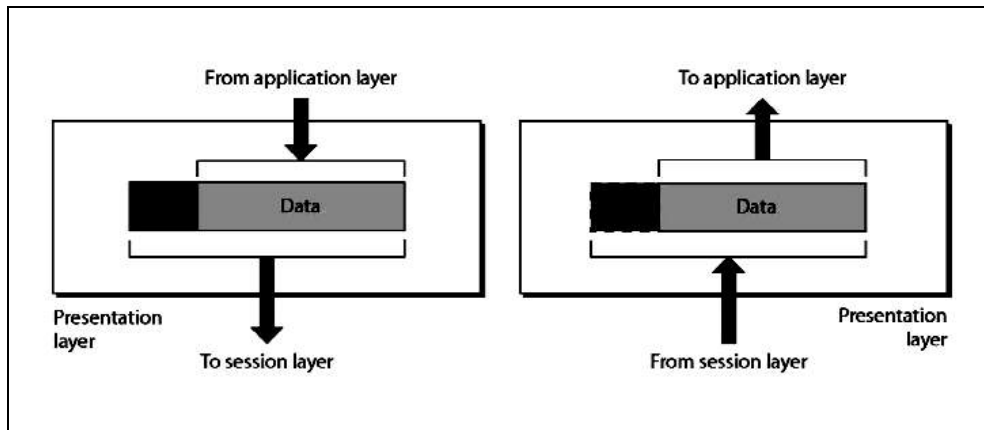 From application layer
To application layer
Data
Data
Presentation
layer
Presentation
layer
To session layer
From session layer